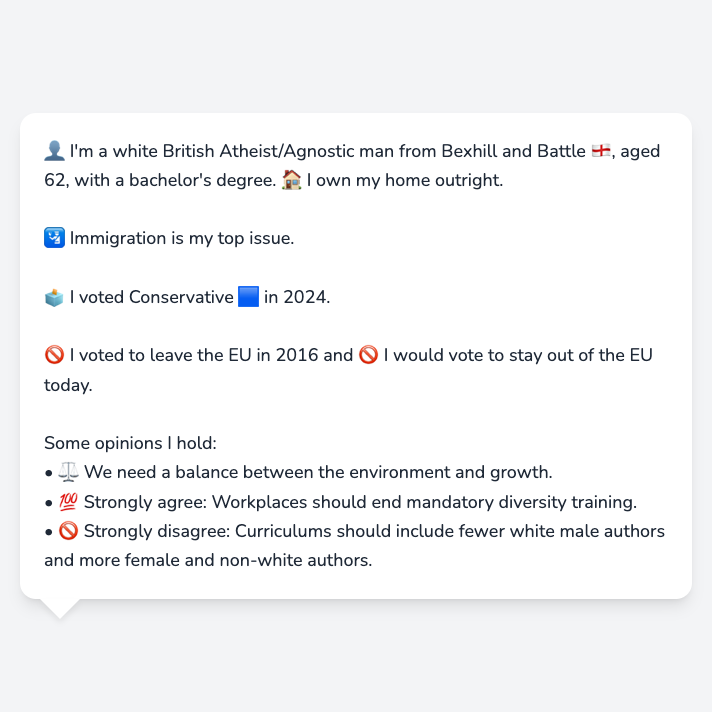 👤 I'm a white British Atheist/Agnostic man from Bexhill and Battle 🏴󠁧󠁢󠁥󠁮󠁧󠁿, aged
62, with a bachelor's degree. 🏠 I own my home outright.
🛂 Immigration is my top issue.
🗳️ I voted Conservative 🟦 in 2024.
🚫 I voted to leave the EU in 2016 and 🚫 I would vote to stay out of the EU
today.
Some opinions I hold:
• ⚖️ We need a balance between the environment and growth.
• 💯 Strongly agree: Workplaces should end mandatory diversity training.
• 🚫 Strongly disagree: Curriculums should include fewer white male authors
and more female and non-white authors.